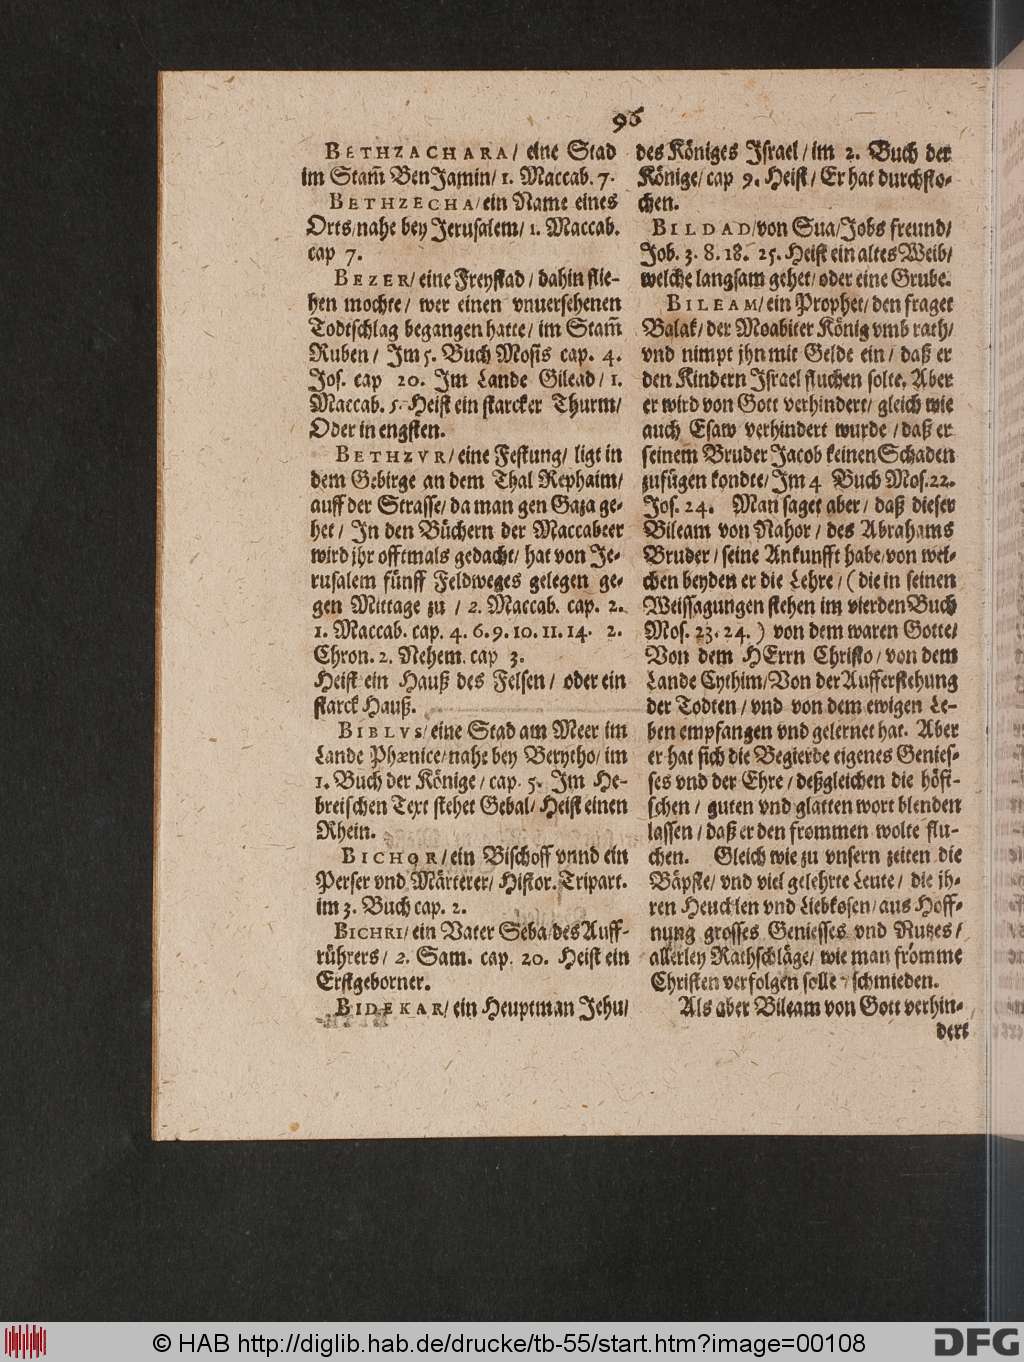 96
BETHZACHARA/ eine Stad
im Stam̃ BenJamin/ 1. Maccab. 7.
BETHZECHA/ ein Name eines
Orts/ nahe bey Jerusalem/ 1. Maccab.
cap 7.
BEZER/ eine Freystad/ dahin flie-
hen mochte/ wer einen vnuersehenen
Todtschlag begangen hatte/ im Stam̃
Ruben/ Im 5. Buch Mosis cap. 4.
Jos. cap 20. Im Lande Gilead/ 1.
Maccab. 5. Heist ein starcker Thurm/
Oder in engsten.
BETHZVR/ eine Festung/ ligt in
dem Gebirge an dem Thal Rephaim/
auff der Strasse/ da man gen Gaza ge-
het/ In den Büchern der Maccabeer
wird jhr offtmals gedacht/ hat von Je-
rusalem fünff Feldweges gelegen ge-
gen Mittage zu/ 2. Maccab. cap. 2.
1. Maccab. cap. 4. 6. 9. 10. 11. 14. 2.
Chron. 2. Nehem. cap 3.
Heist ein Hauß des Felsen/ oder ein
starck Hauß.
BIBLVS/ eine Stad am Meer im
Lande Phænice/ nahe bey Berytho/ im
1. Buch der Könige/ cap. 5. Im He-
breischen Text stehet Gebal/ Heist einen
Rhein.
BICHOR/ ein Bischoff vnnd ein
Perser vnd Märterer/ Histor. Tripart.
im 3. Buch cap. 2.
BICHRI/ ein Vater Seba/ des Auff-
rührers/ 2. Sam. cap. 20. Heist ein
Erstgeborner.
BIDEKAR/ ein Heuptman Jehu/
des Königes Israel/ im 2. Buch der
Könige/ cap 9. Heist/ Er hat durchsto-
chen.
BILDAD/ von Sua/ Jobs freund/
Job. 3. 8. 18. 25. Heist ein altes Weib/
welche langsam gehet/ oder eine Grube.
BILEAM/ ein Prophet/ den fraget
Balak/ der Moabiter König vmb rath/
vnd nimpt jhn mit Gelde ein/ daß er
den Kindern Israel fluchen solte. Aber
er wird von Gott verhindert/ gleich wie
auch Esaw verhindert wurde/ daß er
seinem Bruder Jacob keinen Schaden
zufügen kondte/ Im 4 Buch Mos. 22.
Jos. 24. Man saget aber/ daß dieser
Bileam von Nahor/ des Abrahams
Bruder/ seine Ankunfft habe/ von wel-
chen beyden er die Lehre/ (die in seinen
Weissagungen stehen im vierden Buch
Mos. 23. 24.) von dem waren Gotte/
Von dem HErrn Christo/ von dem
Lande Cythim/ Von der Aufferstehung
der Todten/ vnd von dem ewigen Le-
ben empfangen vnd gelernet hat. Aber
er hat sich die Begierde eigenes Genies-
ses vnd der Ehre/ deßgleichen die höfi-
schen/ guten vnd glatten wort blenden
lassen/ daß er den frommen wolte flu-
chen. Gleich wie zu vnsern zeiten die
Bäpste/ vnd viel gelehrte Leute/ die jh-
ren Heuchlen vnd Liebkosen/ aus Hoff-
nung grosses Geniesses vnd Nutzes/
allerley Rathschläge/ wie man frömme
Christen verfolgen solle/ schmieden.
Als aber Bileam von Gott verhin-
dert
© HAB http://diglib.hab.de/drucke/tb-55/start.htm?image=00108
DFG